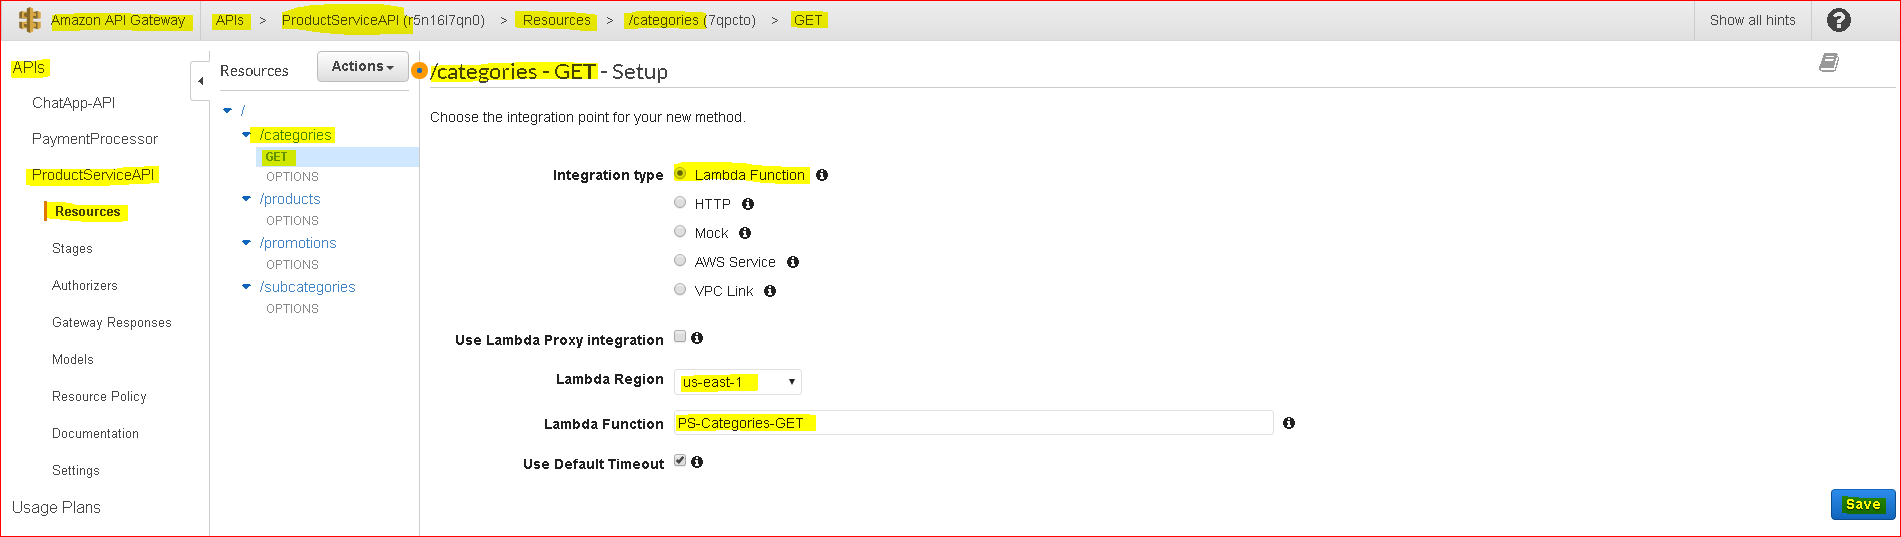 Amazon API Gateway APIs > ProductServiceAPI (r5n16l7qn0) > Resources > /categories (7qpcto) > GET Show all hints ?
APIs
ChatApp-API
PaymentProcessor
ProductServiceAPI
Resources
Stages
Authorizers
Gateway Responses
Models
Resource Policy
Documentation
Settings
Usage Plans
Resources Actions
/
/categories
GET
OPTIONS
/products
OPTIONS
/promotions
OPTIONS
/subcategories
OPTIONS
/categories - GET - Setup
Choose the integration point for your new method.
Integration type Lambda Function
HTTP
Mock
AWS Service
VPC Link
Use Lambda Proxy integration
Lambda Region us-east-1
Lambda Function PS-Categories-GET
Use Default Timeout
Save